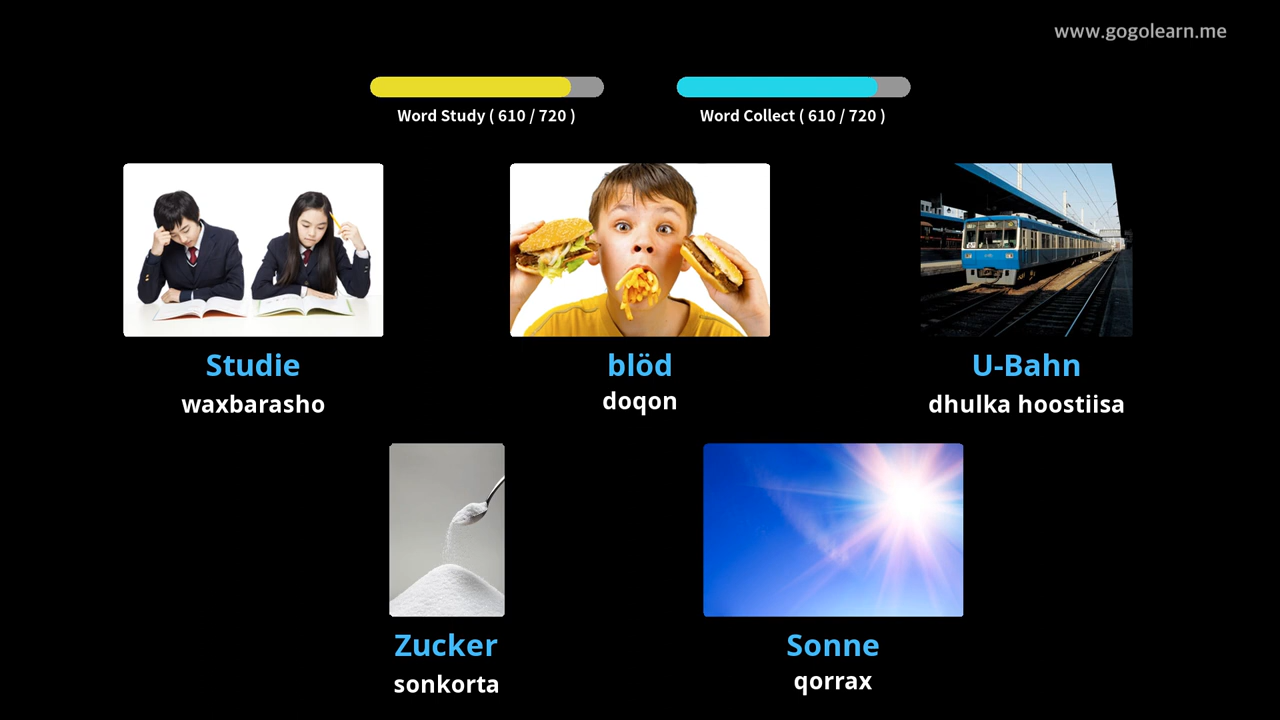 www.gogolearn.me
Word Study ( 610 / 720 )
Word Collect ( 610 / 720 )
Studie
waxbarasho
blöd
doqon
U-Bahn
dhulka hoostiisa
Zucker
sonkorta
Sonne
qorrax